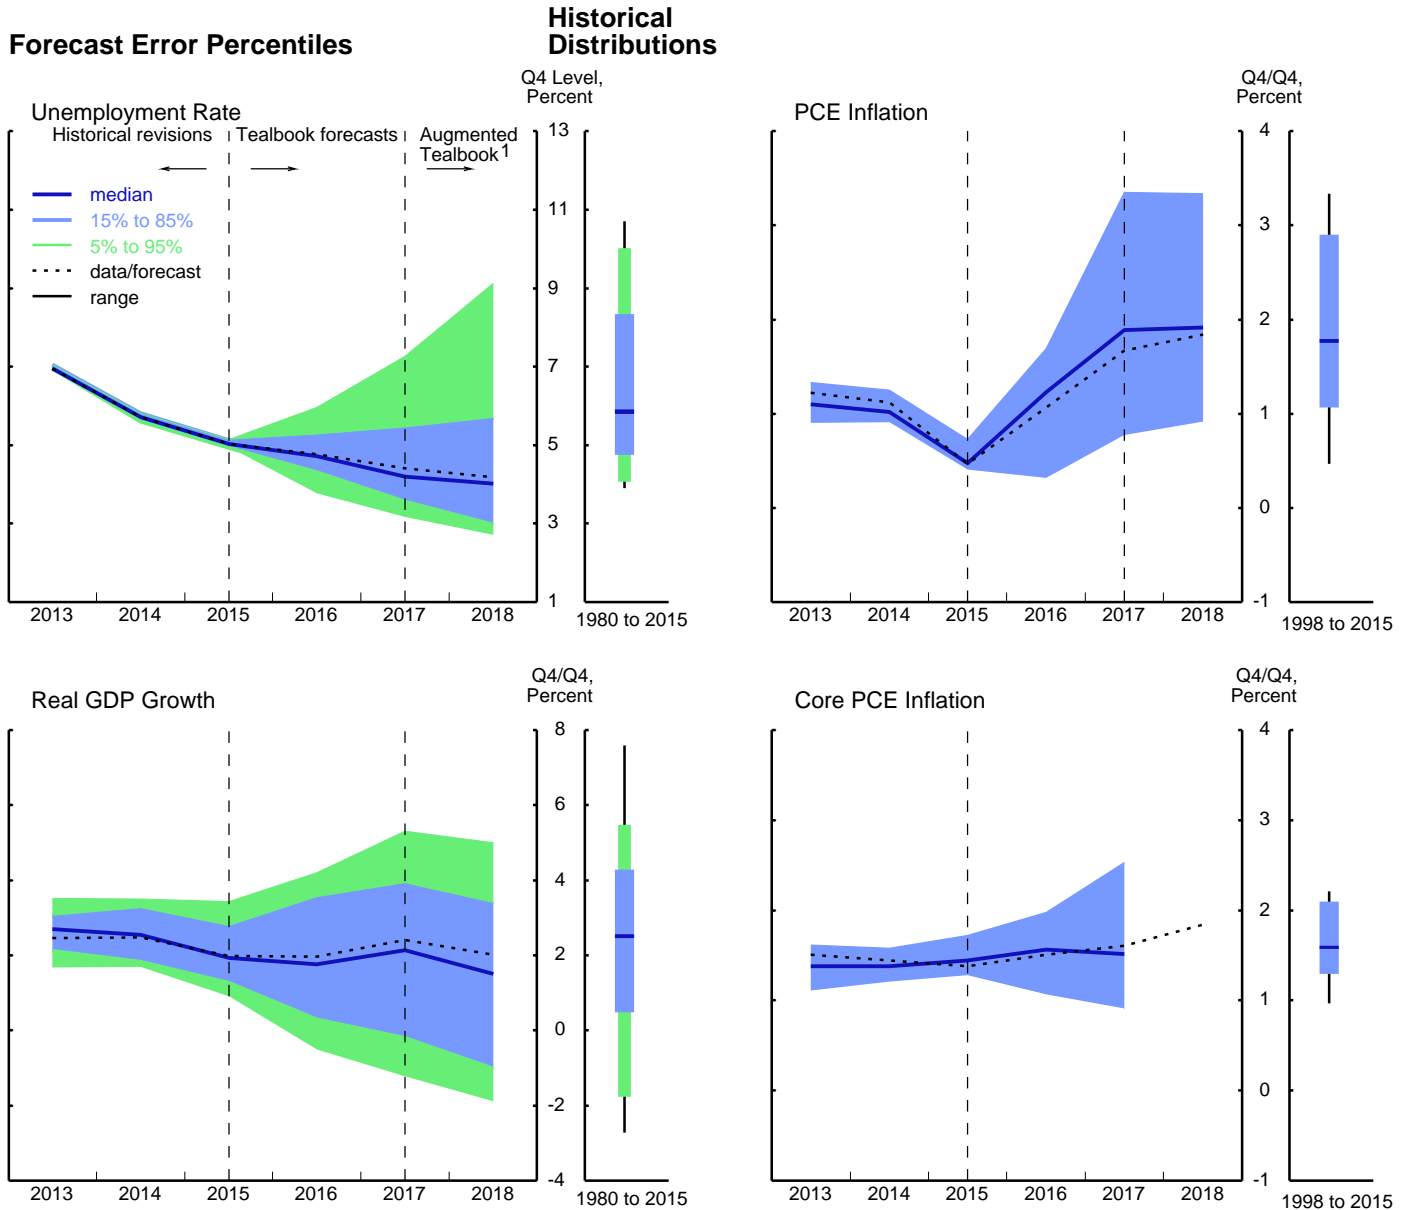 Forecast Error Percentiles
Historical
Distributions
Unemployment Rate
Q4 Level,
Percent
Historical revisions
Tealbook forecasts
Augmented
Tealbook1
median
15% to 85%
5% to 95%
data/forecast
range
13
11
9
7
5
3
1
2013 2014 2015 2016 2017 2018
1980 to 2015
PCE Inflation
Q4/Q4,
Percent
4
3
2
1
0
-1
2013 2014 2015 2016 2017 2018
1998 to 2015
Real GDP Growth
Q4/Q4,
Percent
8
6
4
2
0
-2
-4
2013 2014 2015 2016 2017 2018
1980 to 2015
Core PCE Inflation
Q4/Q4,
Percent
4
3
2
1
0
-1
2013 2014 2015 2016 2017 2018
1998 to 2015